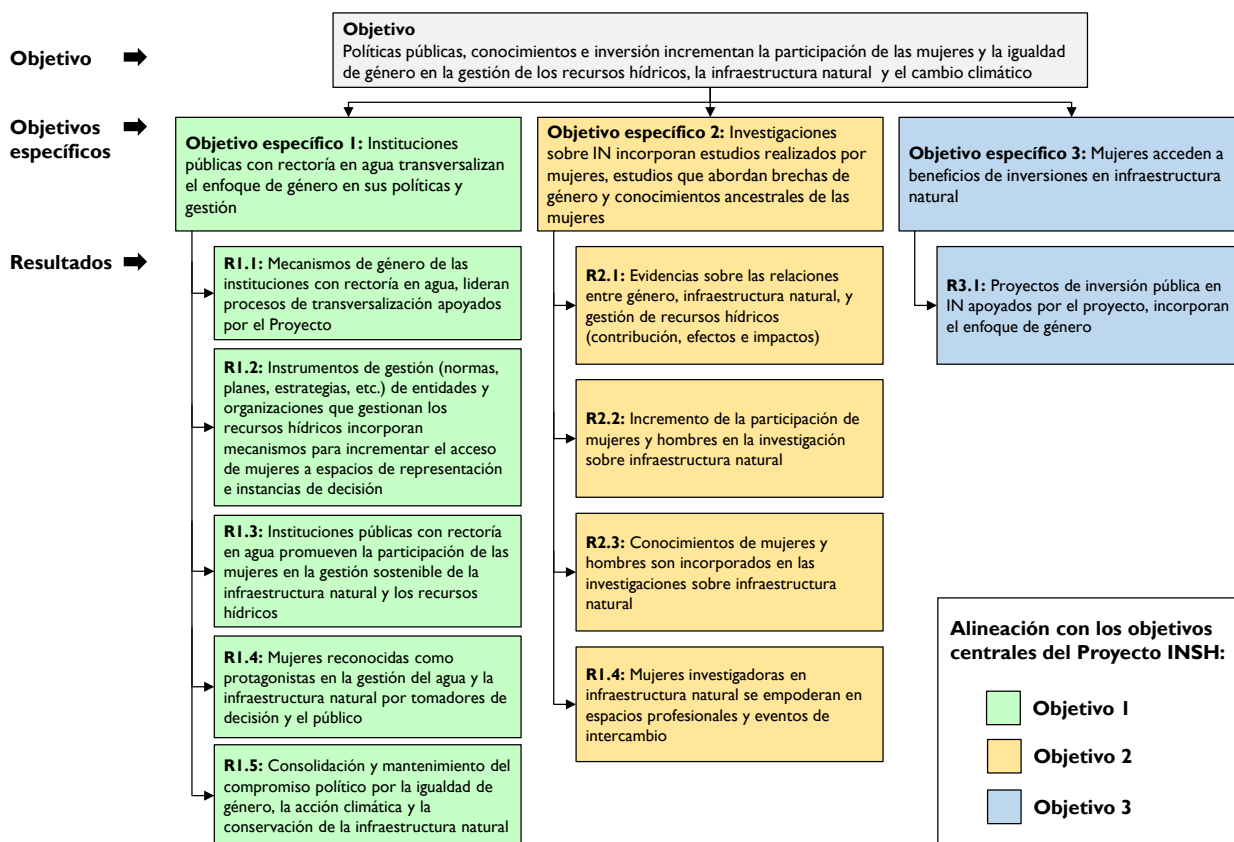 Objetivo
Objetivo
Políticas públicas, conocimientos e inversión incrementan la participación de las mujeres y la igualdad
de género en la gestión de los recursos hídricos, la infraestructura natural y el cambio climático
Objetivos
específicos
Objetivo específico 1: Instituciones
públicas con rectoría en agua transversalizan
el enfoque de género en sus políticas y
gestión
Objetivo específico 2: Investigaciones
sobre IN incorporan estudios realizados por
mujeres, estudios que abordan brechas de
género y conocimientos ancestrales de las
mujeres
Objetivo específico 3: Mujeres acceden a
beneficios de inversiones en infraestructura
natural
Resultados
R1.1: Mecanismos de género de las
instituciones con rectoría en agua, lideran
procesos de transversalización apoyados
por el Proyecto
R1.2: Instrumentos de gestión (normas,
planes, estrategias, etc.) de entidades y
organizaciones que gestionan los
recursos hídricos incorporan
mecanismos para incrementar el acceso
de mujeres a espacios de representación
e instancias de decisión
R1.3: Instituciones públicas con rectoría
en agua promueven la participación de las
mujeres en la gestión sostenible de la
infraestructura natural y los recursos
hídricos
R1.4: Mujeres reconocidas como
protagonistas en la gestión del agua y la
infraestructura natural por tomadores de
decisión y el público
R1.5: Consolidación y mantenimiento del
compromiso político por la igualdad de
género, la acción climática y la
conservación de la infraestructura natural
R2.1: Evidencias sobre las relaciones
entre género, infraestructura natural, y
gestión de recursos hídricos
(contribución, efectos e impactos)
R2.2: Incremento de la participación de
mujeres y hombres en la investigación
sobre infraestructura natural
R2.3: Conocimientos de mujeres y
hombres son incorporados en las
investigaciones sobre infraestructura
natural
R1.4: Mujeres investigadoras en
infraestructura natural se empoderan en
espacios profesionales y eventos de
intercambio
R3.1: Proyectos de inversión pública en
IN apoyados por el proyecto, incorporan
el enfoque de género
Alineación con los objetivos
centrales del Proyecto INSH:
Objetivo 1
Objetivo 2
Objetivo 3